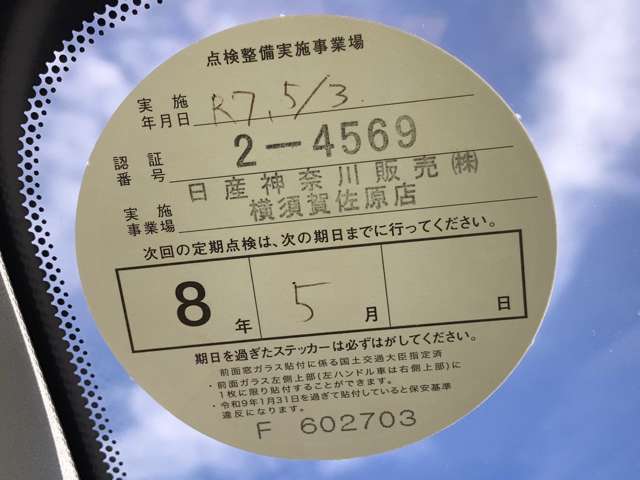 点検整備実施事業場
実施年月日 R7,5/3
認証番号 2-4569
日産神奈川販売㈱
実施事業場 横須賀佐原店
次回の定期点検は、次の期日までに行ってください。
8年 5月 日
期日を過ぎたステッカーは必ずはがしてください。
前面窓ガラス貼付に係る国土交通大臣指定済
・前面ガラス左側上部(左ハンドル車は右側上部)に
1枚に限り貼付することができます。
・令和9年1月31日を過ぎて貼付していると保安基準
違反になります。
F 602703